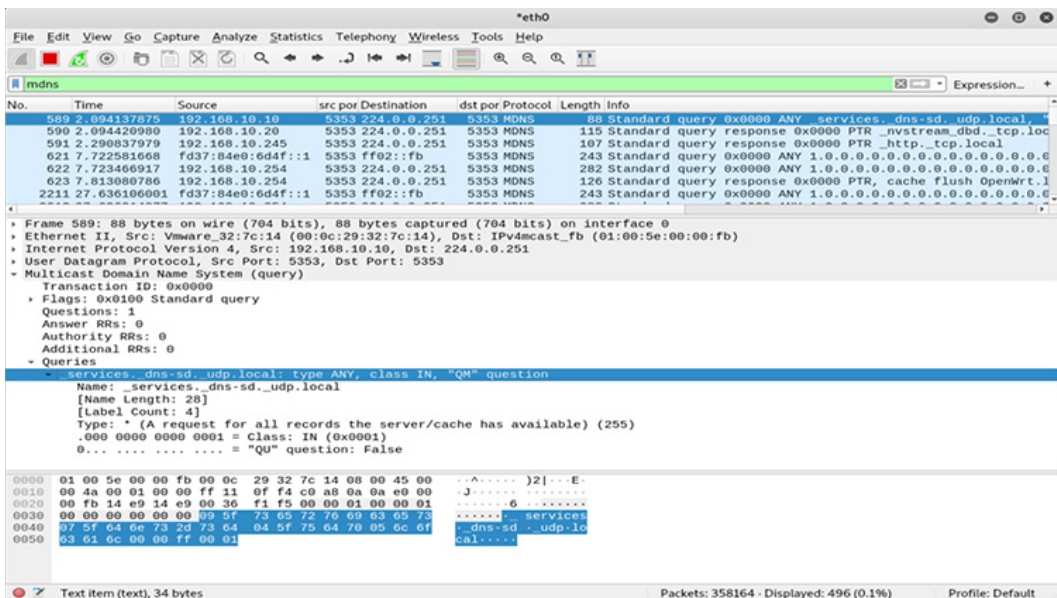 *eth0
File Edit View Go Capture Analyze Statistics Telephony Wireless Tools Help
mdns
Expression... +
No. Time Source src por Destination dst por Protocol Length Info
589 2.094137875 192.168.10.10 5353 224.0.0.251 5353 MDNS 88 Standard query 0x0000 ANY _services._dns-sd._udp.local, "
590 2.094420980 192.168.10.20 5353 224.0.0.251 5353 MDNS 115 Standard query response 0x0000 PTR _nvstream_dbd._tcp.loc
591 2.290837979 192.168.10.245 5353 224.0.0.251 5353 MDNS 107 Standard query response 0x0000 PTR _http._tcp.local
621 7.722581668 fd37:84e0:6d4f::1 5353 ff02::fb 5353 MDNS 243 Standard query 0x0000 ANY 1.0.0.0.0.0.0.0.0.0.0.0.0.0
622 7.723466917 192.168.10.254 5353 224.0.0.251 5353 MDNS 282 Standard query 0x0000 ANY 1.0.0.0.0.0.0.0.0.0.0.0.0.0
623 7.813080786 192.168.10.254 5353 224.0.0.251 5353 MDNS 126 Standard query response 0x0000 PTR, cache flush OpenWrt.l
2211 27.636106001 fd37:84e0:6d4f::1 5353 ff02::fb 5353 MDNS 243 Standard query 0x0000 ANY 1.0.0.0.0.0.0.0.0.0.0.0.0.0
Frame 589: 88 bytes on wire (704 bits), 88 bytes captured (704 bits) on interface 0
Ethernet II, Src: Vmware_32:7c:14 (00:0c:29:32:7c:14), Dst: IPv4mcast_fb (01:00:5e:00:00:fb)
Internet Protocol Version 4, Src: 192.168.10.10, Dst: 224.0.0.251
User Datagram Protocol, Src Port: 5353, Dst Port: 5353
Multicast Domain Name System (query)
Transaction ID: 0x0000
Flags: 0x0100 Standard query
Questions: 1
Answer RRs: 0
Authority RRs: 0
Additional RRs: 0
Queries
_services._dns-sd._udp.local: type ANY, class IN, "QM" question
Name: _services._dns-sd._udp.local
[Name Length: 28]
[Label Count: 4]
Type: * (A request for all records the server/cache has available) (255)
.000 0000 0000 0001 = Class: IN (0x0001)
0... .... .... .... = "QU" question: False
0000 01 00 5e 00 00 fb 00 0c 29 32 7c 14 08 00 45 00 ··^····· )2|···E·
0010 00 4a 00 01 00 00 ff 11 0f f4 c0 a8 0a 0a e0 00 ·J······ ········
0020 00 fb 14 e9 14 e9 00 36 f1 f5 00 00 01 00 00 01 ·······6 ········
0030 00 00 00 00 00 00 09 5f 73 65 72 76 69 63 65 73 ·······_ services
0040 07 5f 64 6e 73 2d 73 64 04 5f 75 64 70 05 6c 6f ·_dns-sd ·_udp·lo
0050 63 61 6c 00 00 ff 00 01 cal·····
Text item (text), 34 bytes Packets: 358164 · Displayed: 496 (0.1%) Profile: Default